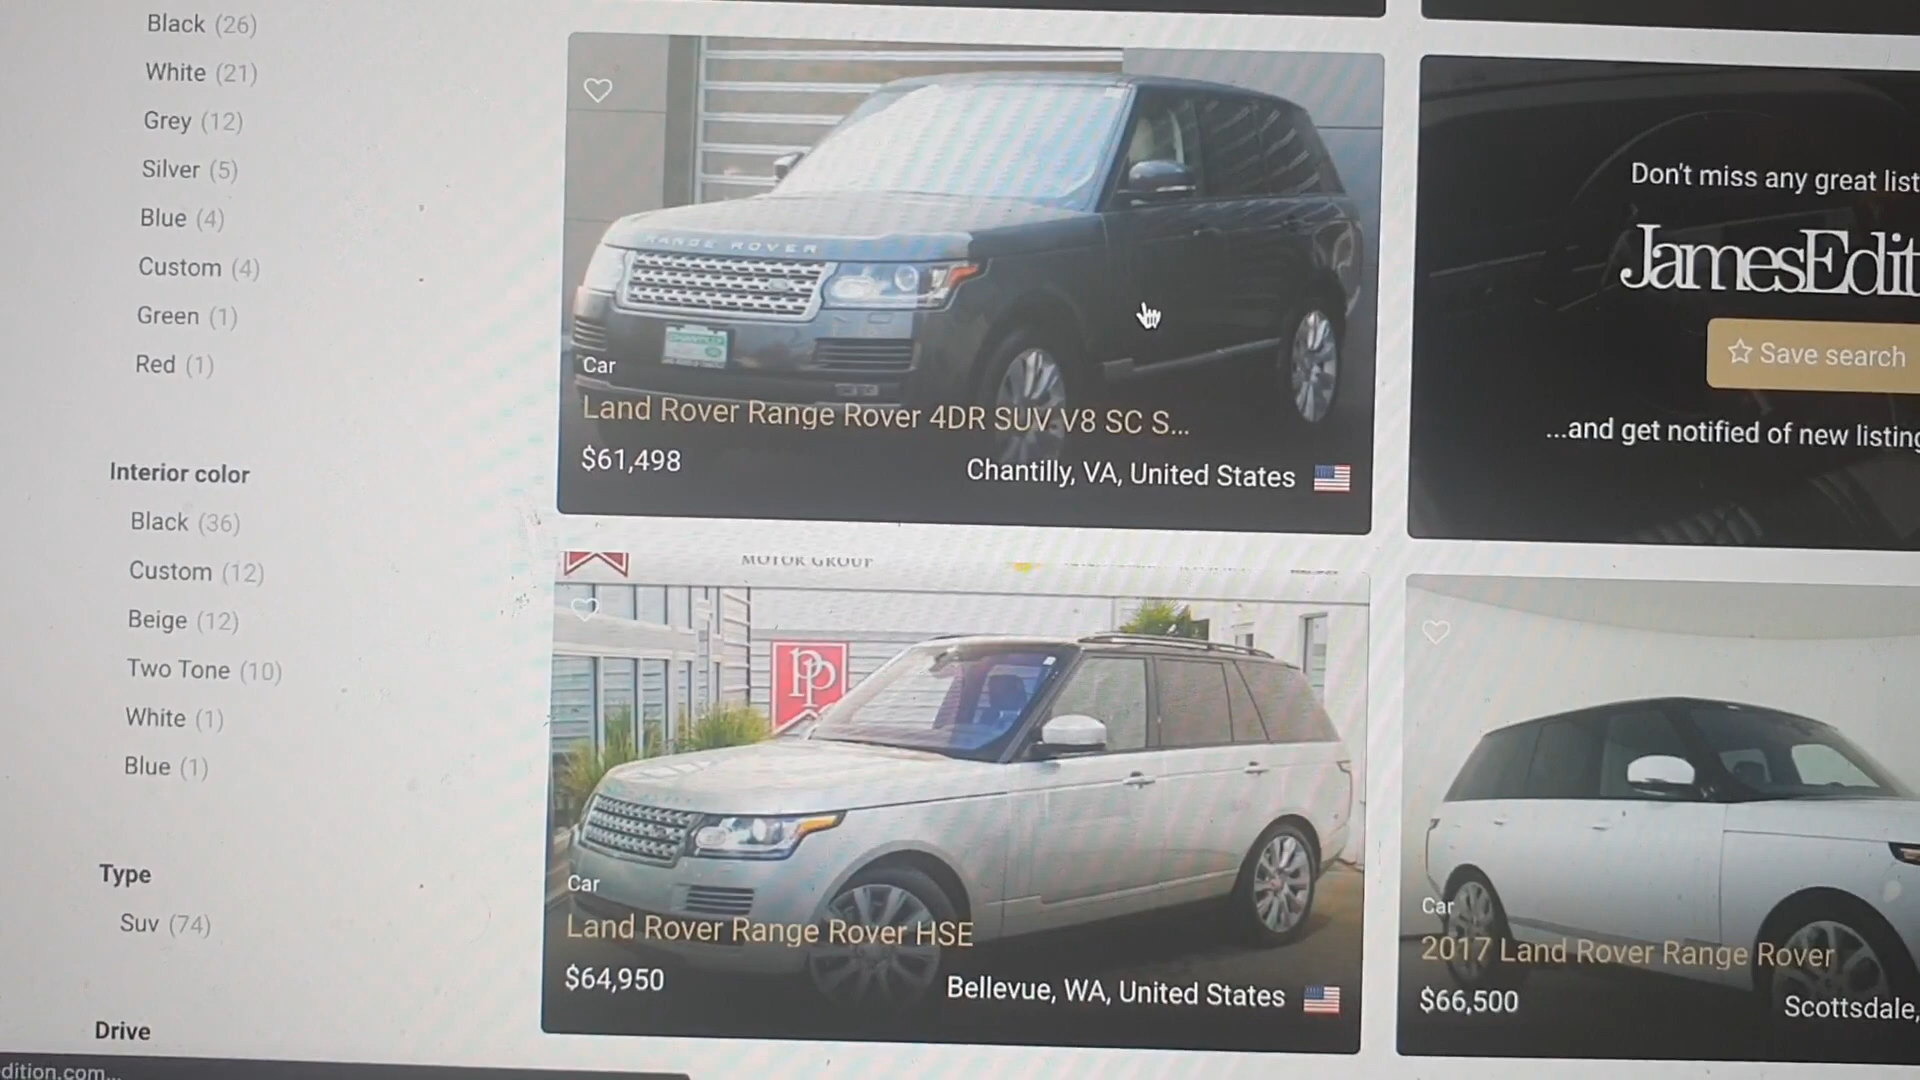 Black (26)
White (21)
Grey (12)
Silver (5)
Blue (4)
Custom (4)
Green (1)
Red (1)
Interior color
Black (36)
Custom (12)
Beige (12)
Two Tone (10)
White (1)
Blue (1)
Type
Suv (74)
Drive
dition.com...
RANGE ROVER
Car
Land Rover Range Rover 4DR SUV V8 SC S...
$61,498
Chantilly, VA, United States
Don't miss any great list
JamesEdit
Save search
...and get notified of new listing
MOTOR GROUP
Car
Land Rover Range Rover HSE
$64,950
Bellevue, WA, United States
Car
2017 Land Rover Range Rover
$66,500
Scottsdale,